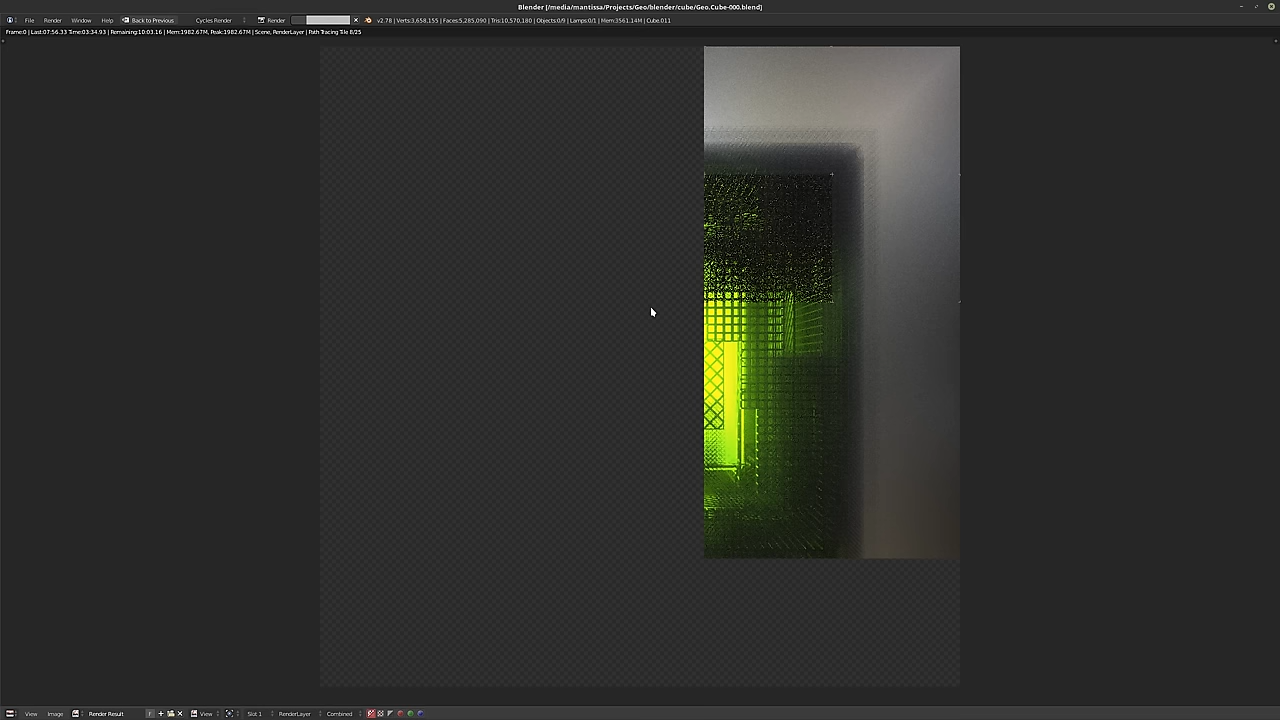 Blender [/media/mantissa/Projects/Geo/blender/cube/Geo.Cube-000.blend]
File Render Window Help Back to Previous Cycles Render Render v2.78 | Verts:3,658,155 | Faces:5,285,090 | Tris:10,570,180 | Objects:0/9 | Lamps:0/1 | Mem:3561.14M | Cube.011
Frame:0 | Last:07:56.33 Time:03:34.93 | Remaining:10:03.16 | Mem:1982.67M, Peak:1982.67M | Scene, RenderLayer | Path Tracing Tile 8/25
View Image Render Result F View Slot 1 RenderLayer Combined